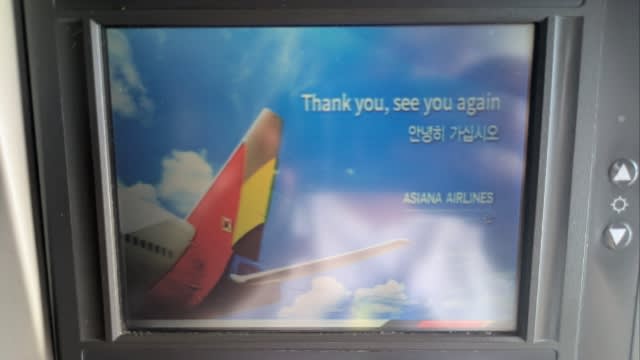 Thank you, see you again
안녕히 가십시오
ASIANA AIRLINES